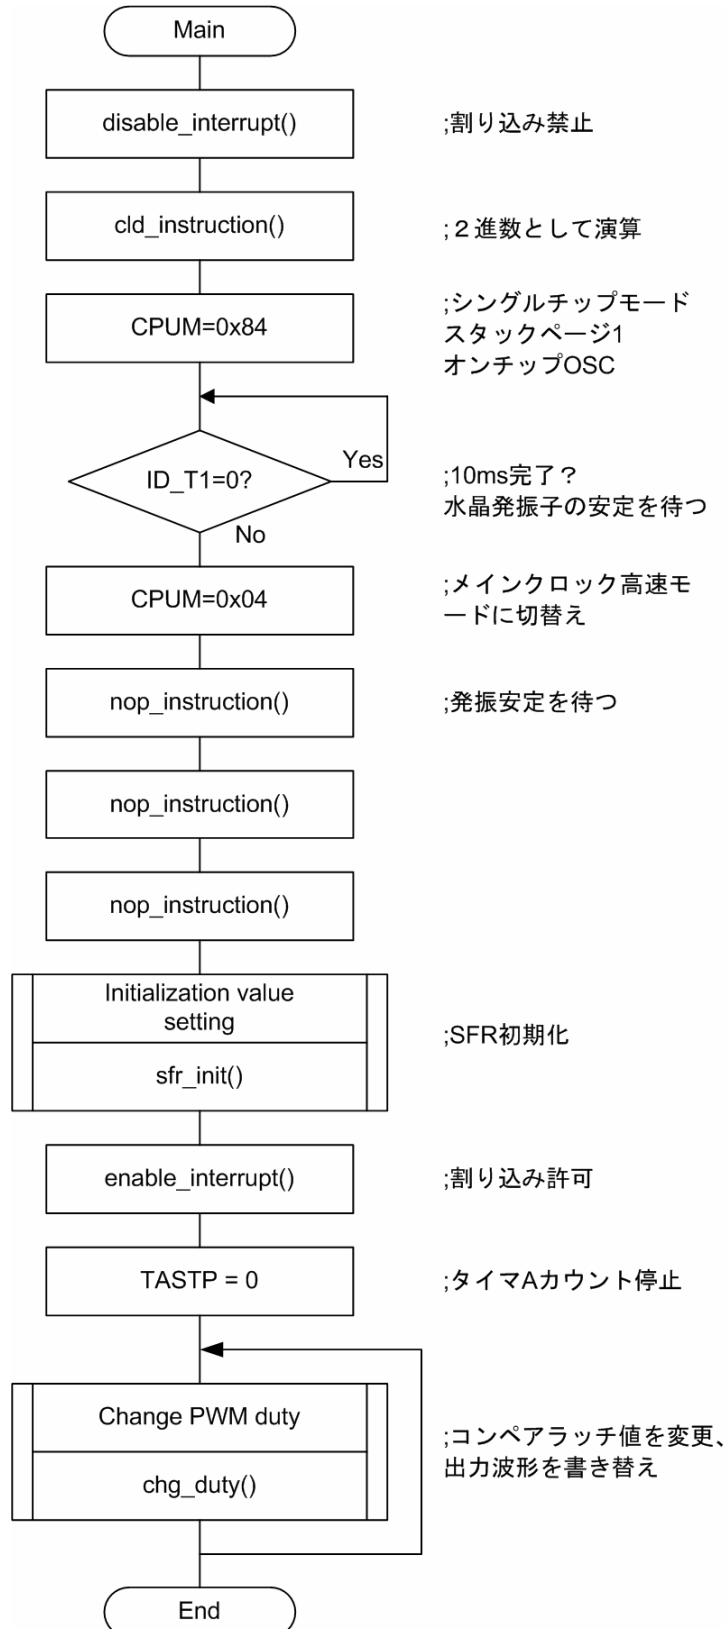 Main
disable_interrupt()
;割り込み禁止
cld_instruction()
;２進数として演算
CPUM=0x84
;シングルチップモード
スタックページ1
オンチップOSC
ID_T1=0?
Yes
No
;10ms完了？
水晶発振子の安定を待つ
CPUM=0x04
;メインクロック高速モ
ードに切替え
nop_instruction()
;発振安定を待つ
nop_instruction()
nop_instruction()
Initialization value
setting
sfr_init()
;SFR初期化
enable_interrupt()
;割り込み許可
TASTP = 0
;タイマAカウント停止
Change PWM duty
chg_duty()
;コンペアラッチ値を変更、
出力波形を書き替え
End